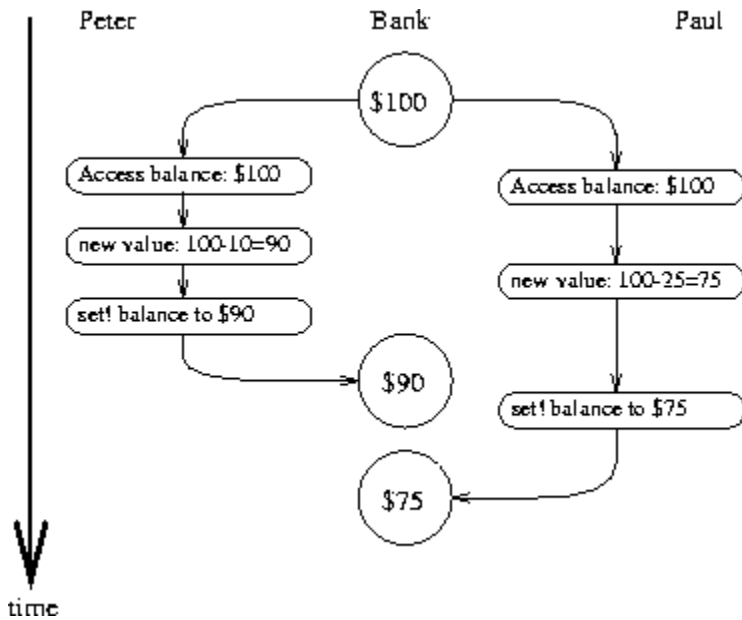 Peter Bank Paul
$100
Access balance: $100
Access balance: $100
new value: 100-10=90
new value: 100-25=75
set! balance to $90
$90
set! balance to $75
$75
time